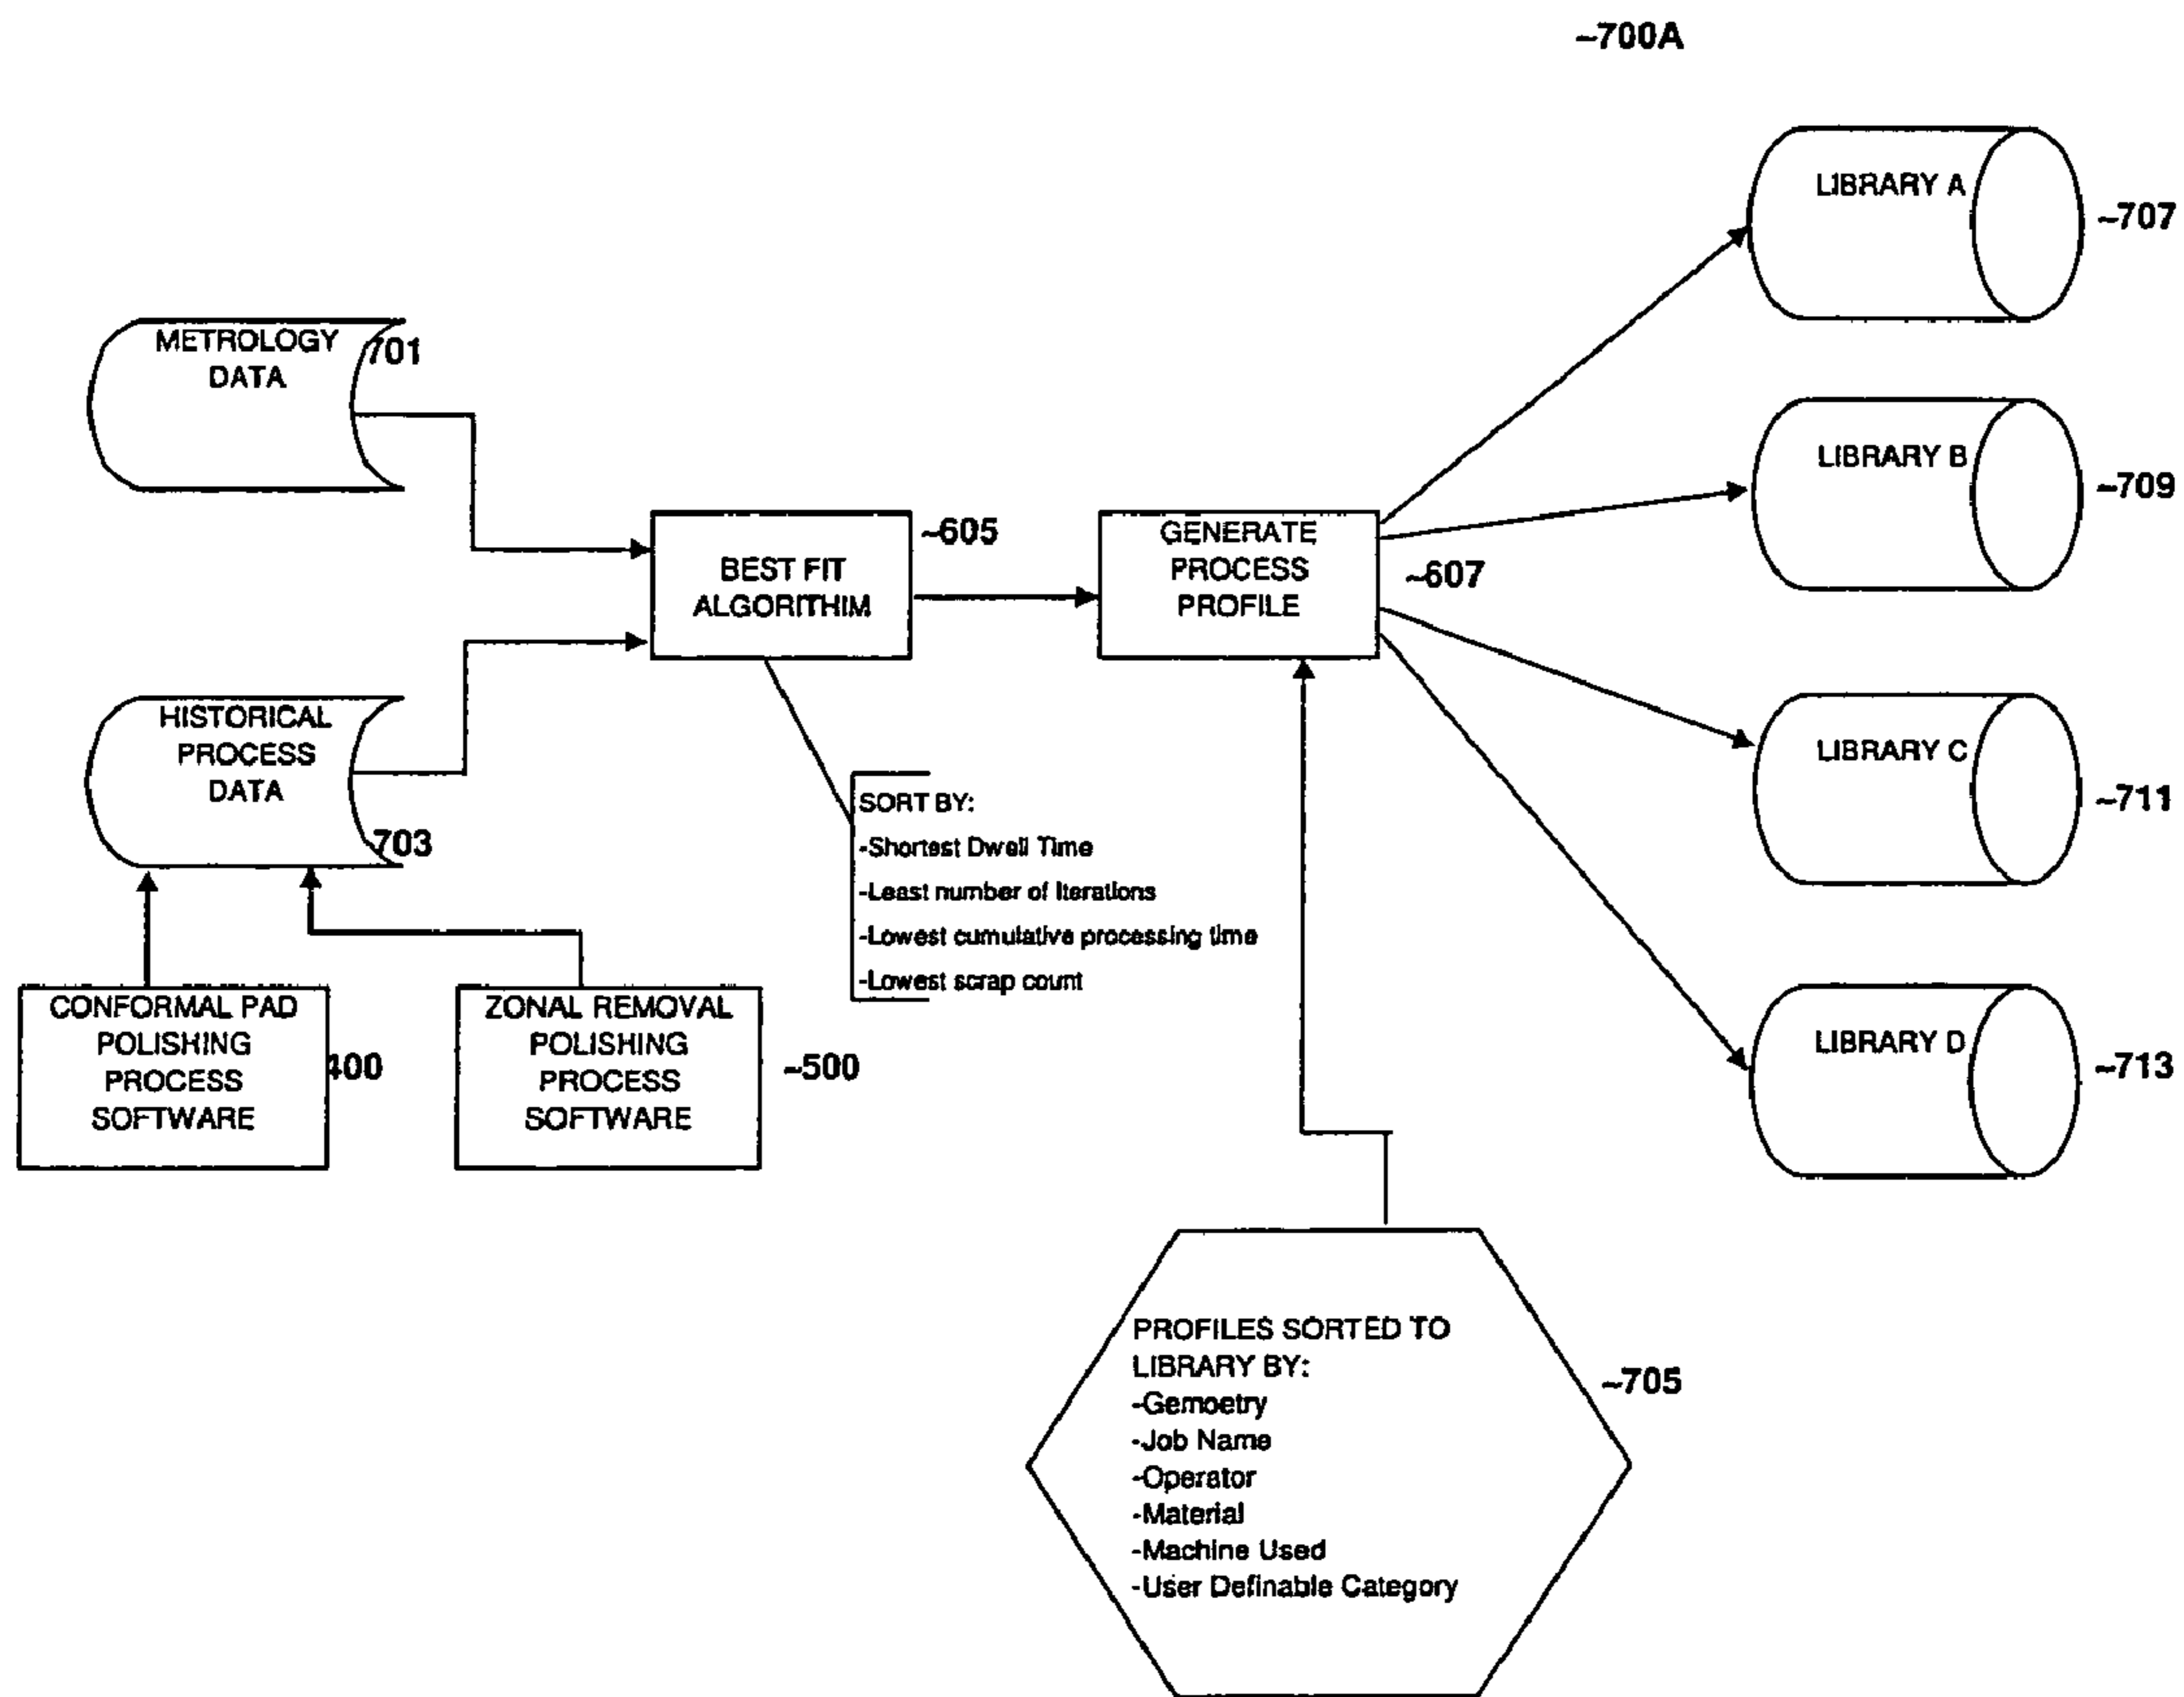 ~700A
LIBRARY A
~707
METROLOGY
DATA
701
LIBRARY B
~709
BEST FIT
ALGORITHIM
~605
GENERATE
PROCESS
PROFILE
~607
HISTORICAL
PROCESS
DATA
703
LIBRARY C
~711
SORT BY:
-Shortest Dwell Time
-Least number of Iterations
-Lowest cumulative processing time
-Lowest scrap count
CONFORMAL PAD
POLISHING
PROCESS
SOFTWARE
400
ZONAL REMOVAL
POLISHING
PROCESS
SOFTWARE
~500
LIBRARY D
~713
PROFILES SORTED TO
LIBRARY BY:
-Gemoetry
-Job Name
-Operator
-Material
-Machine Used
-User Definable Category
~705